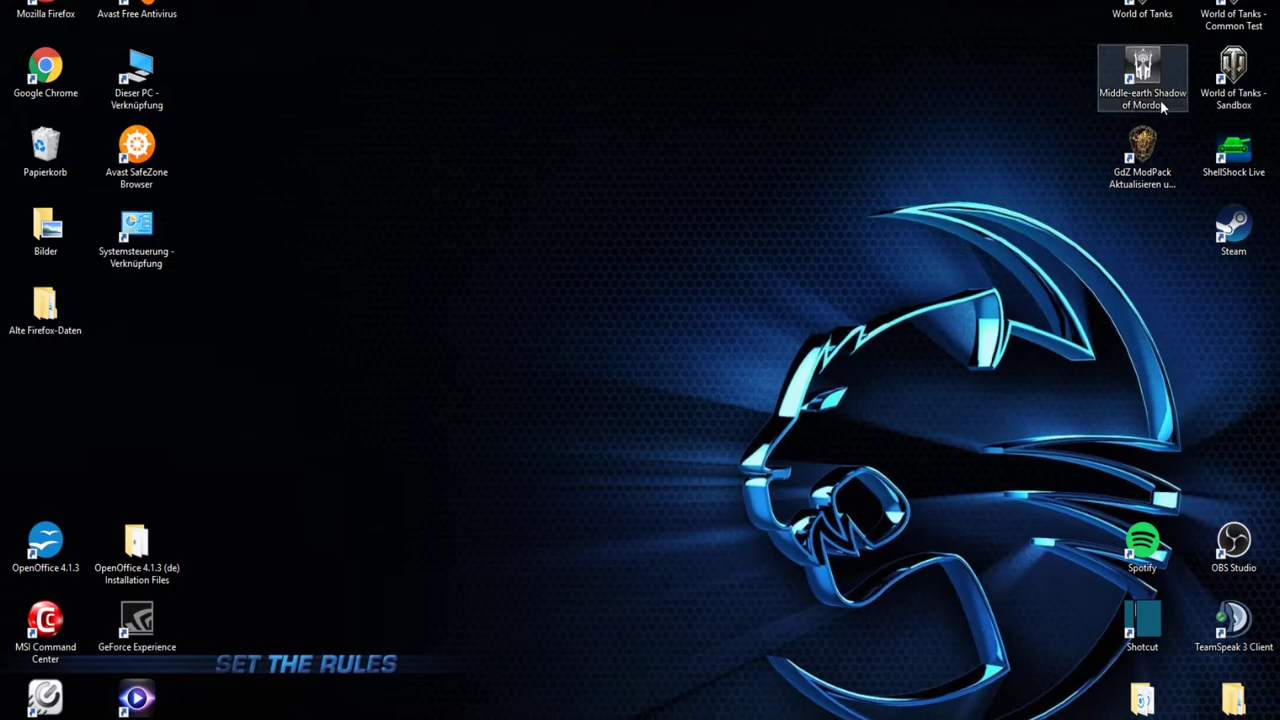 Mozilla Firefox
Avast Free Antivirus
World of Tanks
World of Tanks -
Common Test
Google Chrome
Dieser PC -
Verknüpfung
Middle-earth Shadow
of Mordor
World of Tanks -
Sandbox
Papierkorb
Avast SafeZone
Browser
GdZ ModPack
Aktualisieren u...
ShellShock Live
Bilder
Systemsteuerung -
Verknüpfung
Steam
Alte Firefox-Daten
OpenOffice 4.1.3
OpenOffice 4.1.3 (de)
Installation Files
Spotify
OBS Studio
MSI Command
Center
GeForce Experience
Shotcut
TeamSpeak 3 Client
SET THE RULES